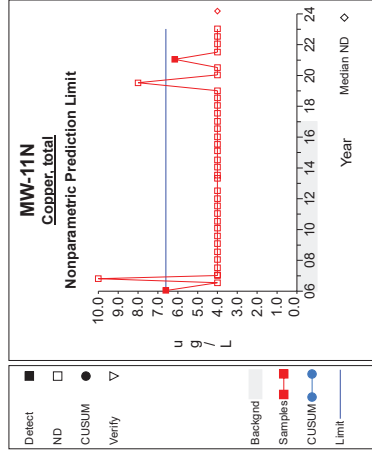 MW-11N
Copper, total
Nonparametric Prediction Limit
10.0
9.0
8.0
7.0
6.0
5.0
4.0
3.0
2.0
1.0
0.0
u
g
/
L
06 08 10 12 14 16 18 20 22 24
Year
Median ND
Detect
ND
CUSUM
Verify
Backgnd
Samples
CUSUM
Limit